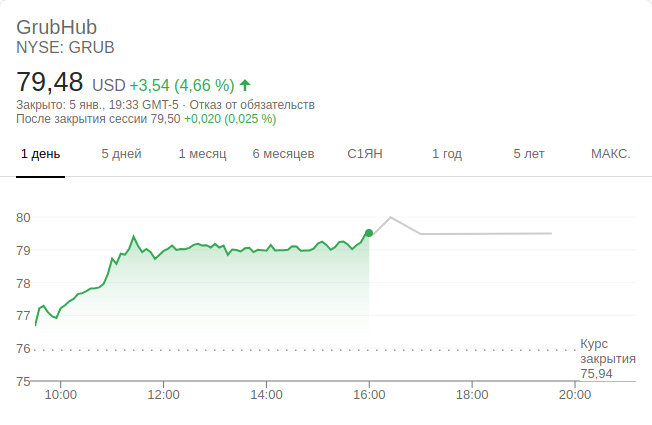 GrubHub
NYSE: GRUB
79,48 USD +3,54 (4,66 %)
Закрыто: 5 янв., 19:33 GMT-5 · Отказ от обязательств
После закрытия сессии 79,50 +0,020 (0,025 %)
1 день 5 дней 1 месяц 6 месяцев С1ЯН 1 год 5 лет МАКС.
80
79
78
77
76
Курс
закрытия
75,94
75
10:00 12:00 14:00 16:00 18:00 20:00